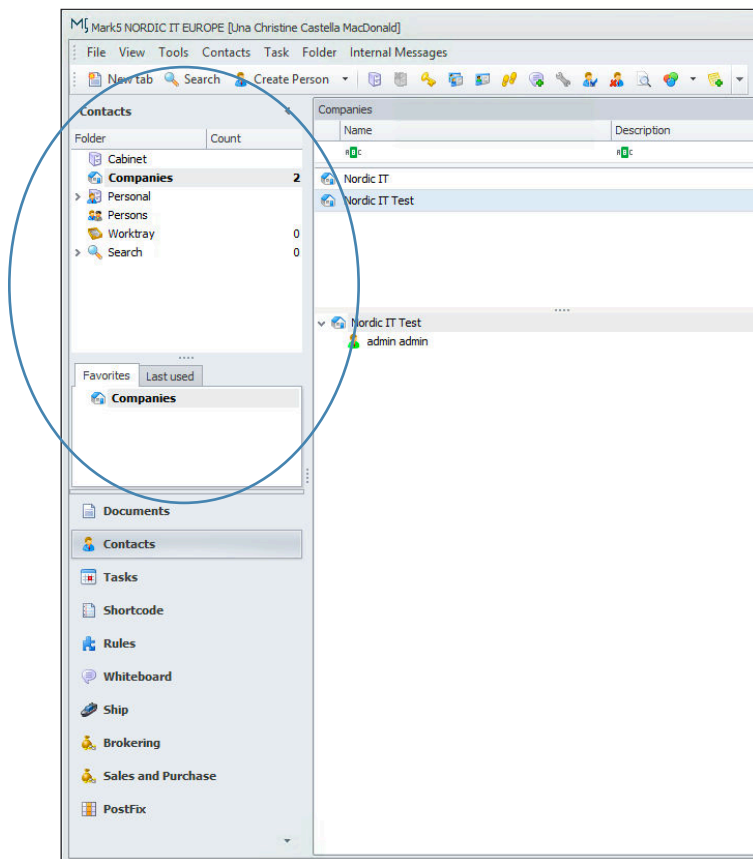 Mark5 NORDIC IT EUROPE [Una Christine Castella MacDonald]
File View Tools Contacts Task Folder Internal Messages
New tab Search Create Person
Contacts
Folder Count
Cabinet
Companies 2
Personal
Persons
Worktray 0
Search 0
Favorites Last used
Companies
Documents
Contacts
Tasks
Shortcode
Rules
Whiteboard
Ship
Brokering
Sales and Purchase
PostFix
Companies
Name Description
ABC ABC
Nordic IT
Nordic IT Test
Nordic IT Test
admin admin